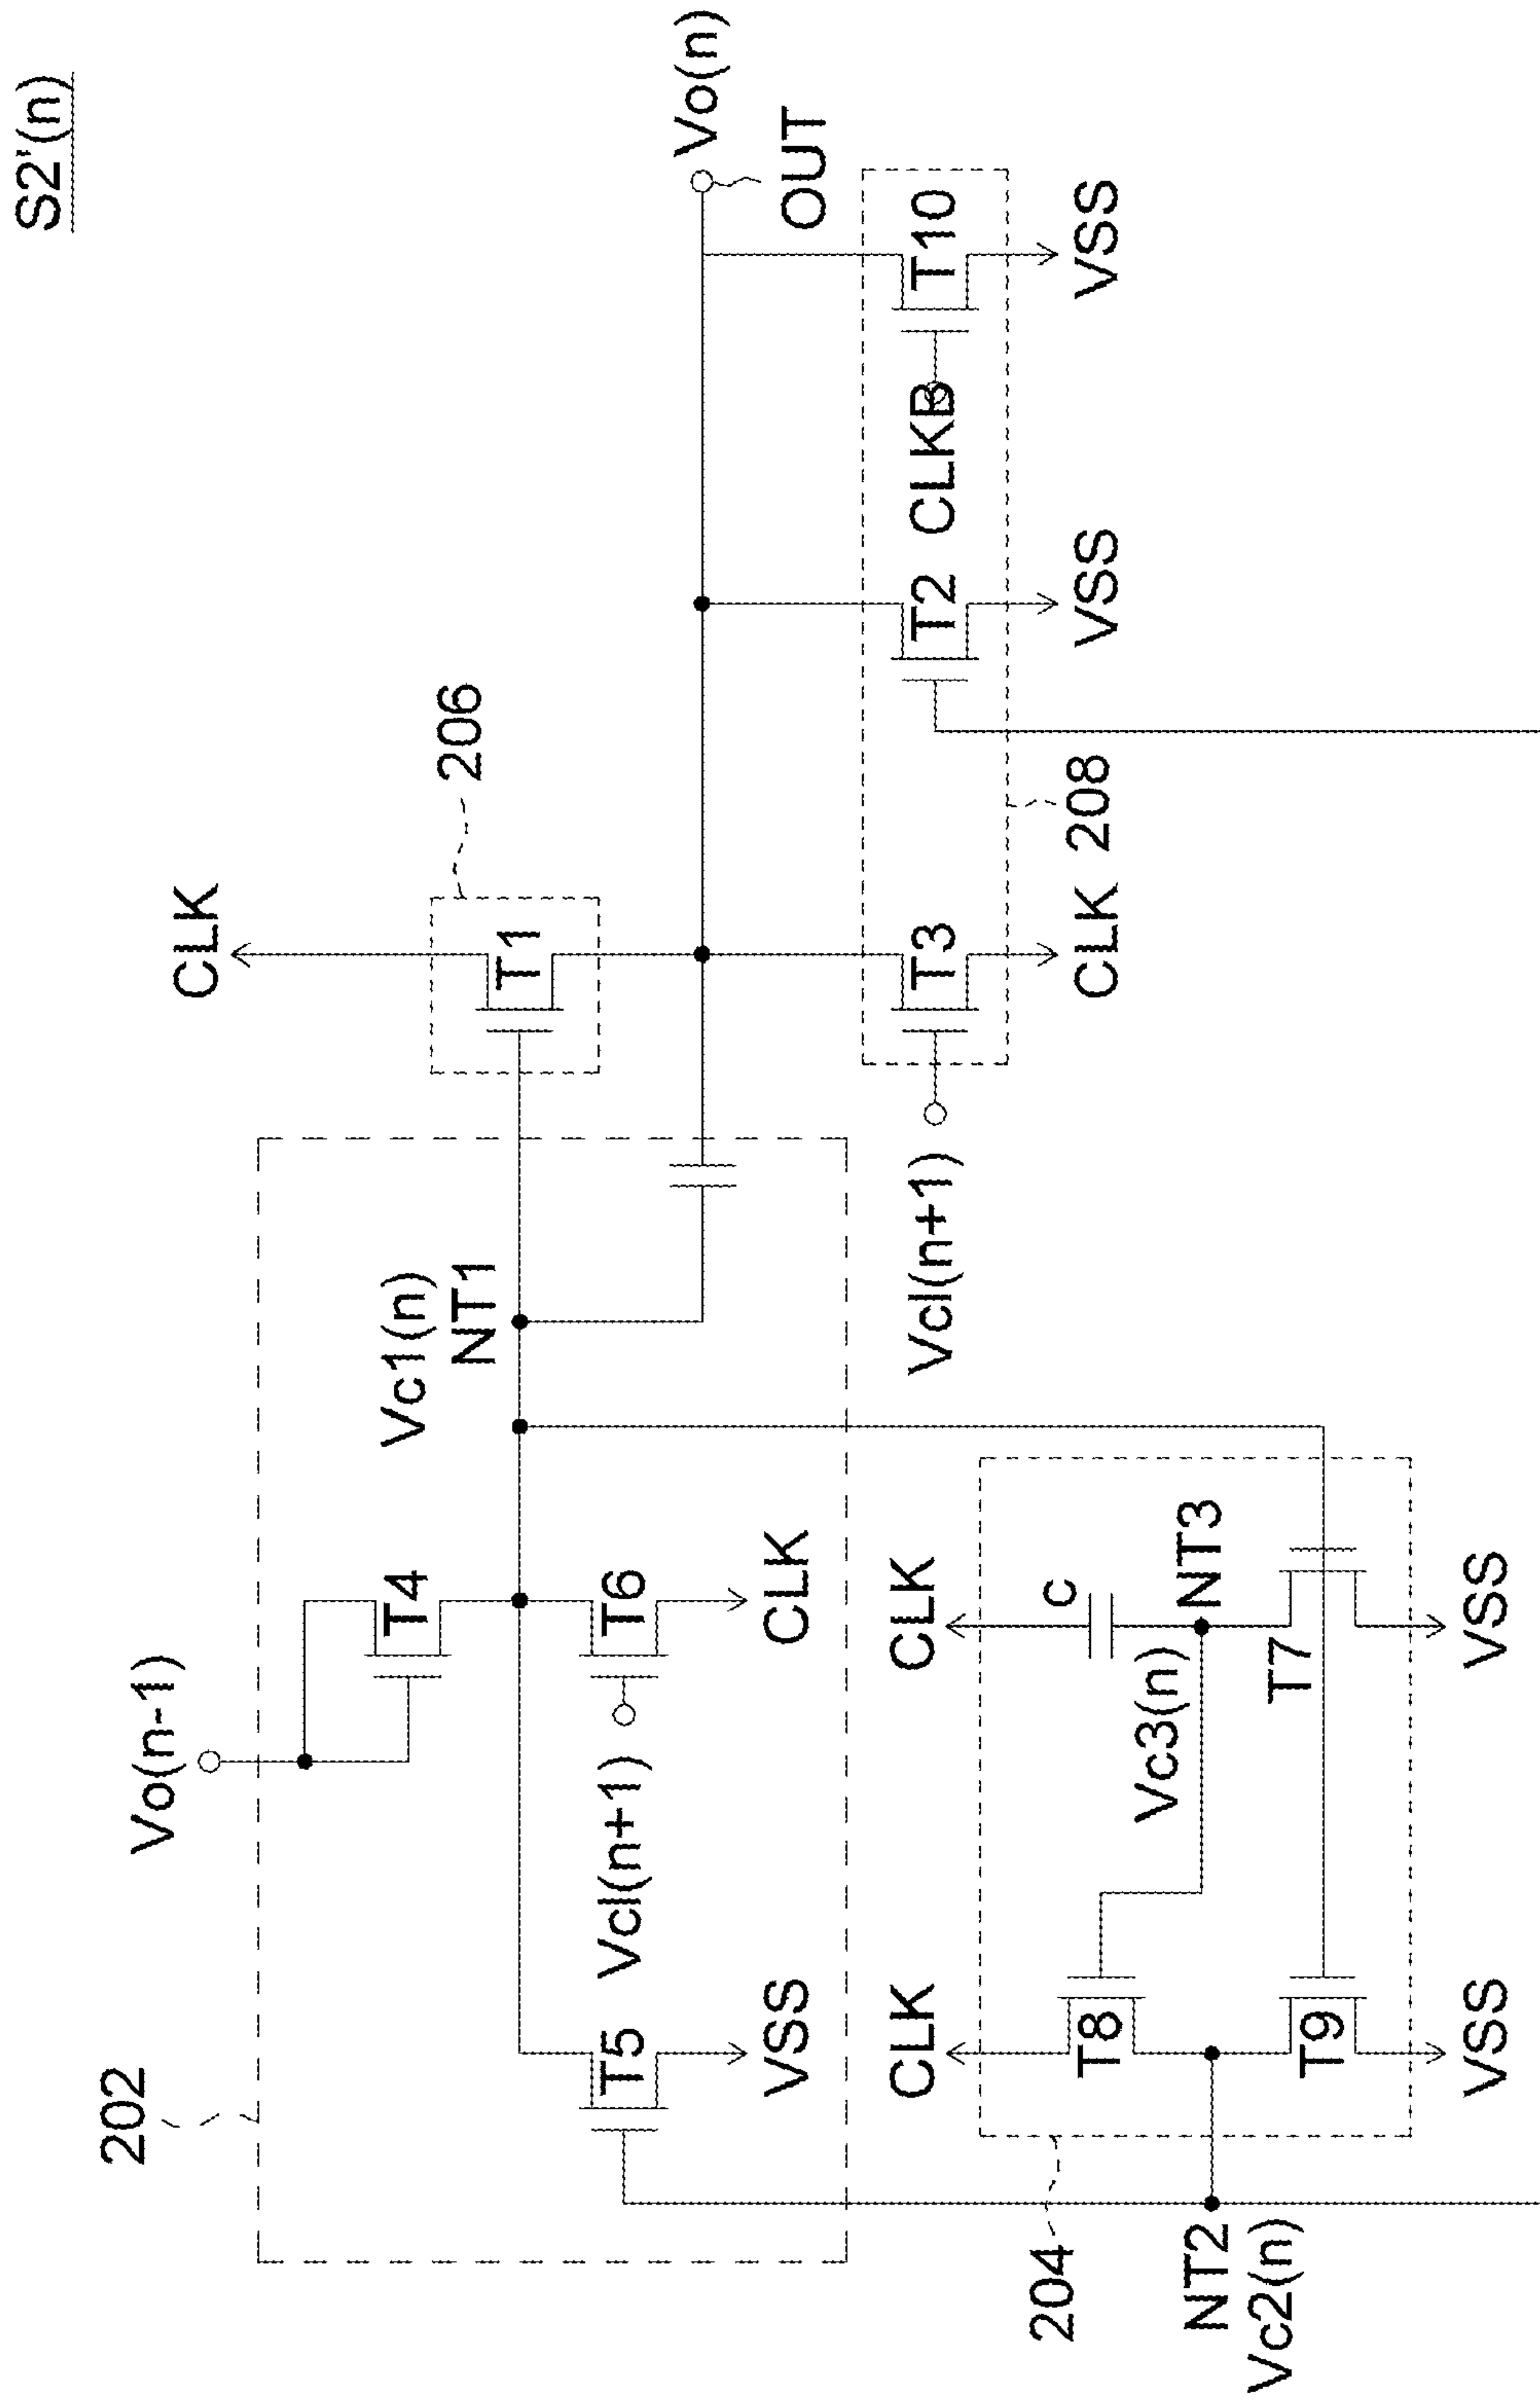 S2'(n)
Vo(n-1)
CLK
202
206
T4
Vc1(n)
NT1
T1
Vo(n)
OUT
T5
T6
Vcl(n+1)
VSS
CLK
Vcl(n+1)
T3
T2
CLKB
T10
CLK
208
VSS
VSS
CLK
CLK
C
T8
Vc3(n)
NT3
204
NT2
Vc2(n)
T9
T7
VSS
VSS